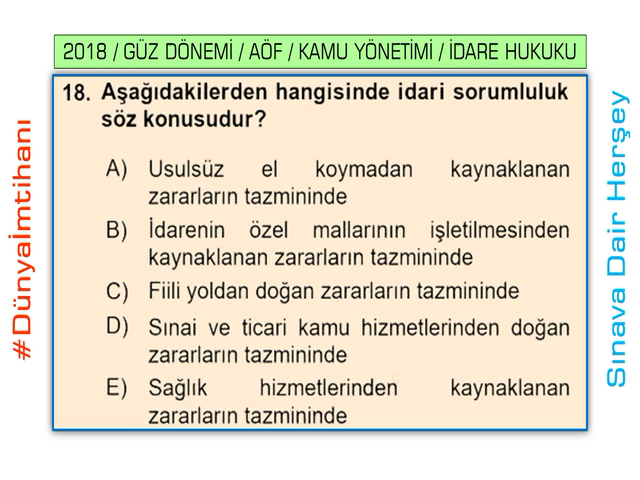 2018 / GÜZ DÖNEMİ / AÖF / KAMU YÖNETİMİ / İDARE HUKUKU
18. Aşağıdakilerden hangisinde idari sorumluluk
söz konusudur?
A) Usulsüz el koymadan kaynaklanan
zararların tazmininde
B) İdarenin özel mallarının işletilmesinden
kaynaklanan zararların tazmininde
C) Fiili yoldan doğan zararların tazmininde
D) Sınai ve ticari kamu hizmetlerinden doğan
zararların tazmininde
E) Sağlık hizmetlerinden kaynaklanan
zararların tazmininde
#Dünyaİmtihanı
Sınava Dair Herşey